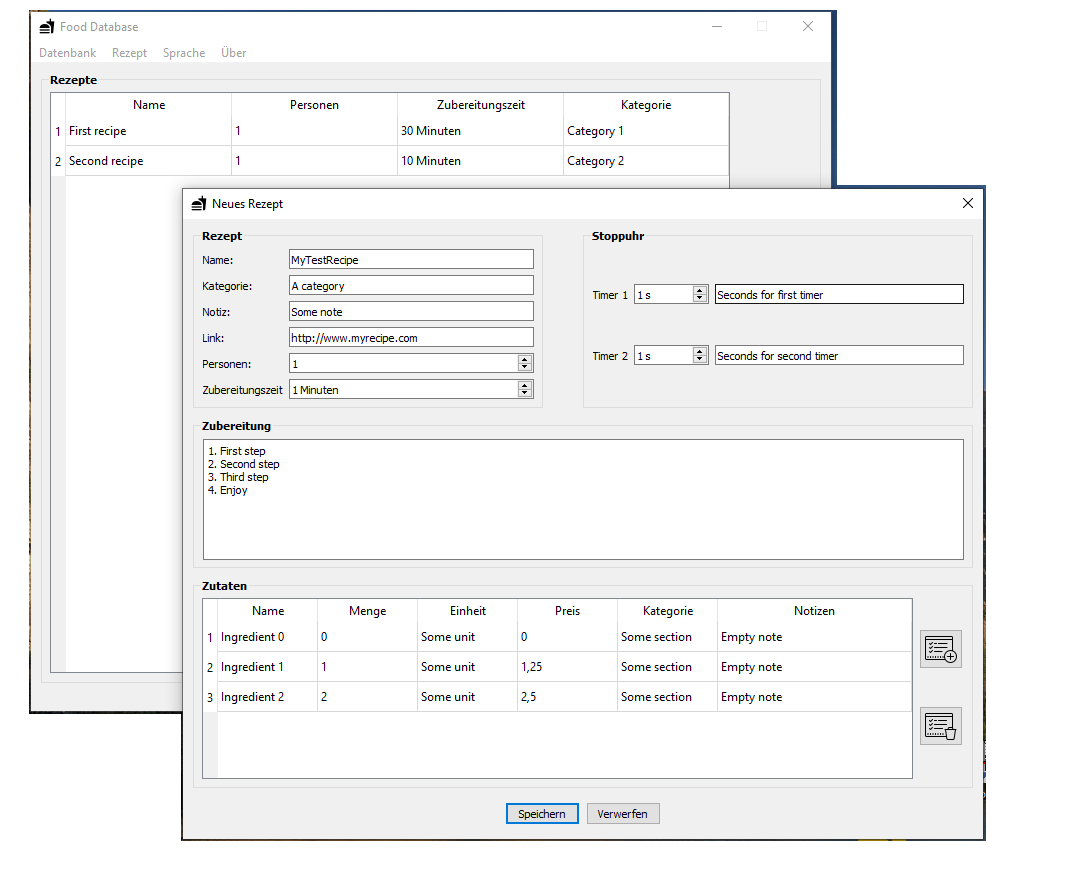 Food Database
Datenbank Rezept Sprache Über
Rezepte
Name Personen Zubereitungszeit Kategorie
1 First recipe 1 30 Minuten Category 1
2 Second recipe 1 10 Minuten Category 2
Neues Rezept
Rezept
Name: MyTestRecipe
Kategorie: A category
Notiz: Some note
Link: http://www.myrecipe.com
Personen: 1
Zubereitungszeit 1 Minuten
Stoppuhr
Timer 1 1 s Seconds for first timer
Timer 2 1 s Seconds for second timer
Zubereitung
1. First step
2. Second step
3. Third step
4. Enjoy
Zutaten
Name Menge Einheit Preis Kategorie Notizen
1 Ingredient 0 0 Some unit 0 Some section Empty note
2 Ingredient 1 1 Some unit 1,25 Some section Empty note
3 Ingredient 2 2 Some unit 2,5 Some section Empty note
Speichern Verwerfen